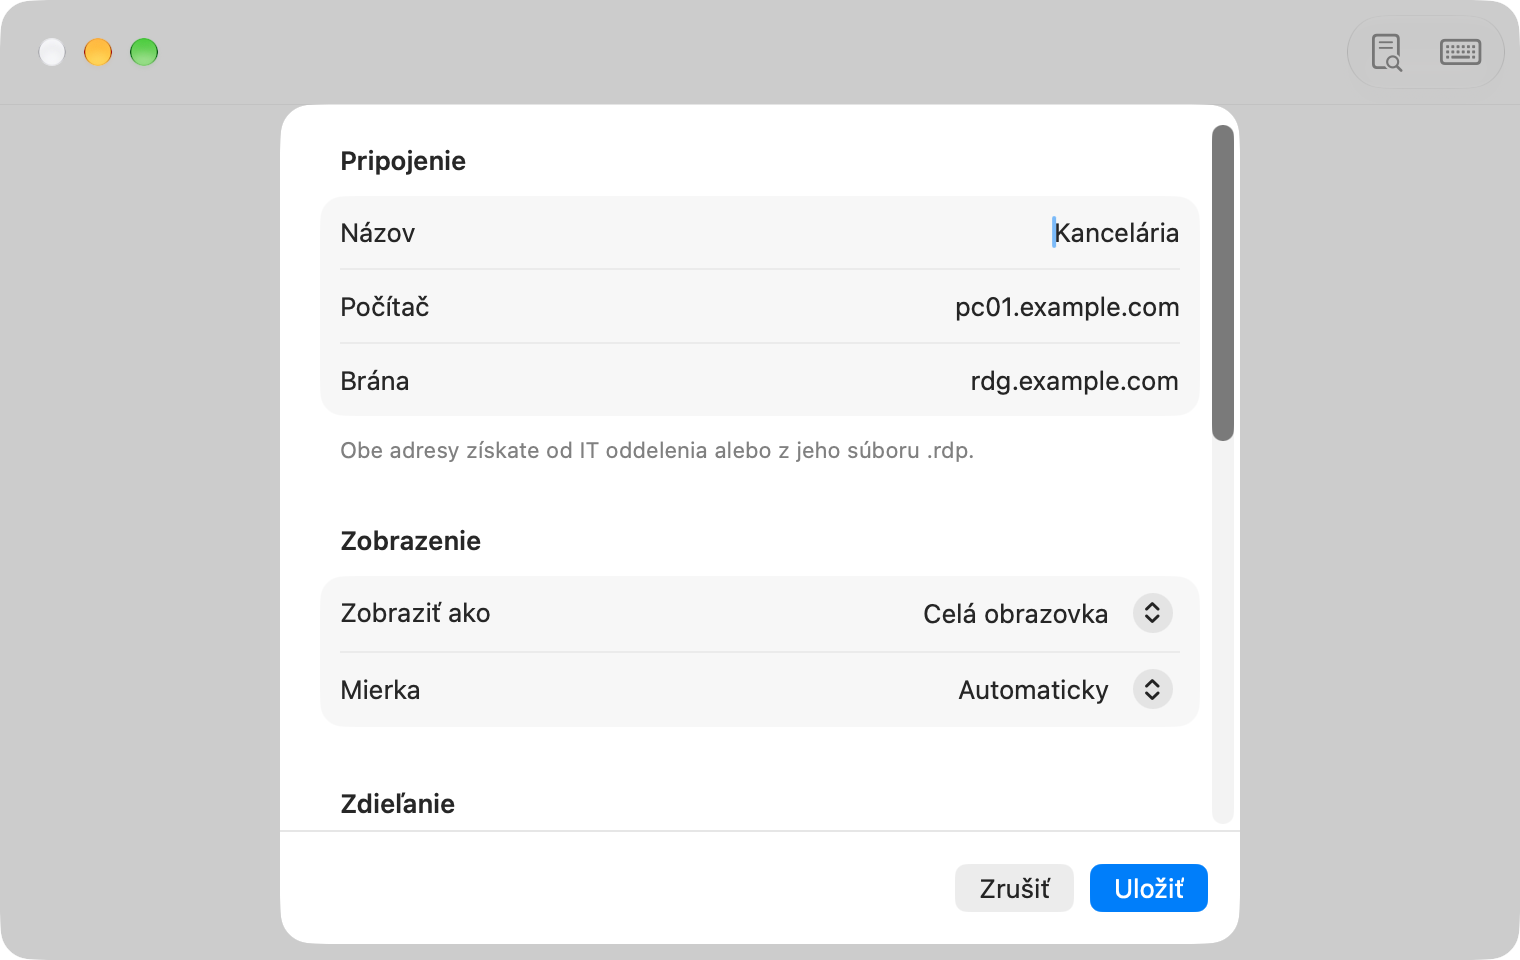 Pripojenie
Názov Kancelária
Počítač pc01.example.com
Brána rdg.example.com
Obe adresy získate od IT oddelenia alebo z jeho súboru .rdp.
Zobrazenie
Zobraziť ako Celá obrazovka
Mierka Automaticky
Zdieľanie
Zrušiť Uložiť